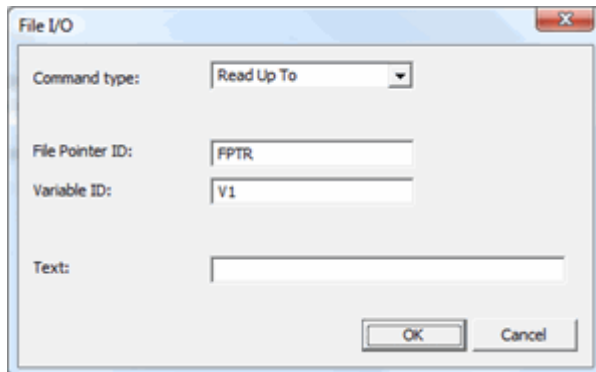 File I/O
Command type: Read Up To
File Pointer ID: FPTR
Variable ID: V1
Text:
OK Cancel